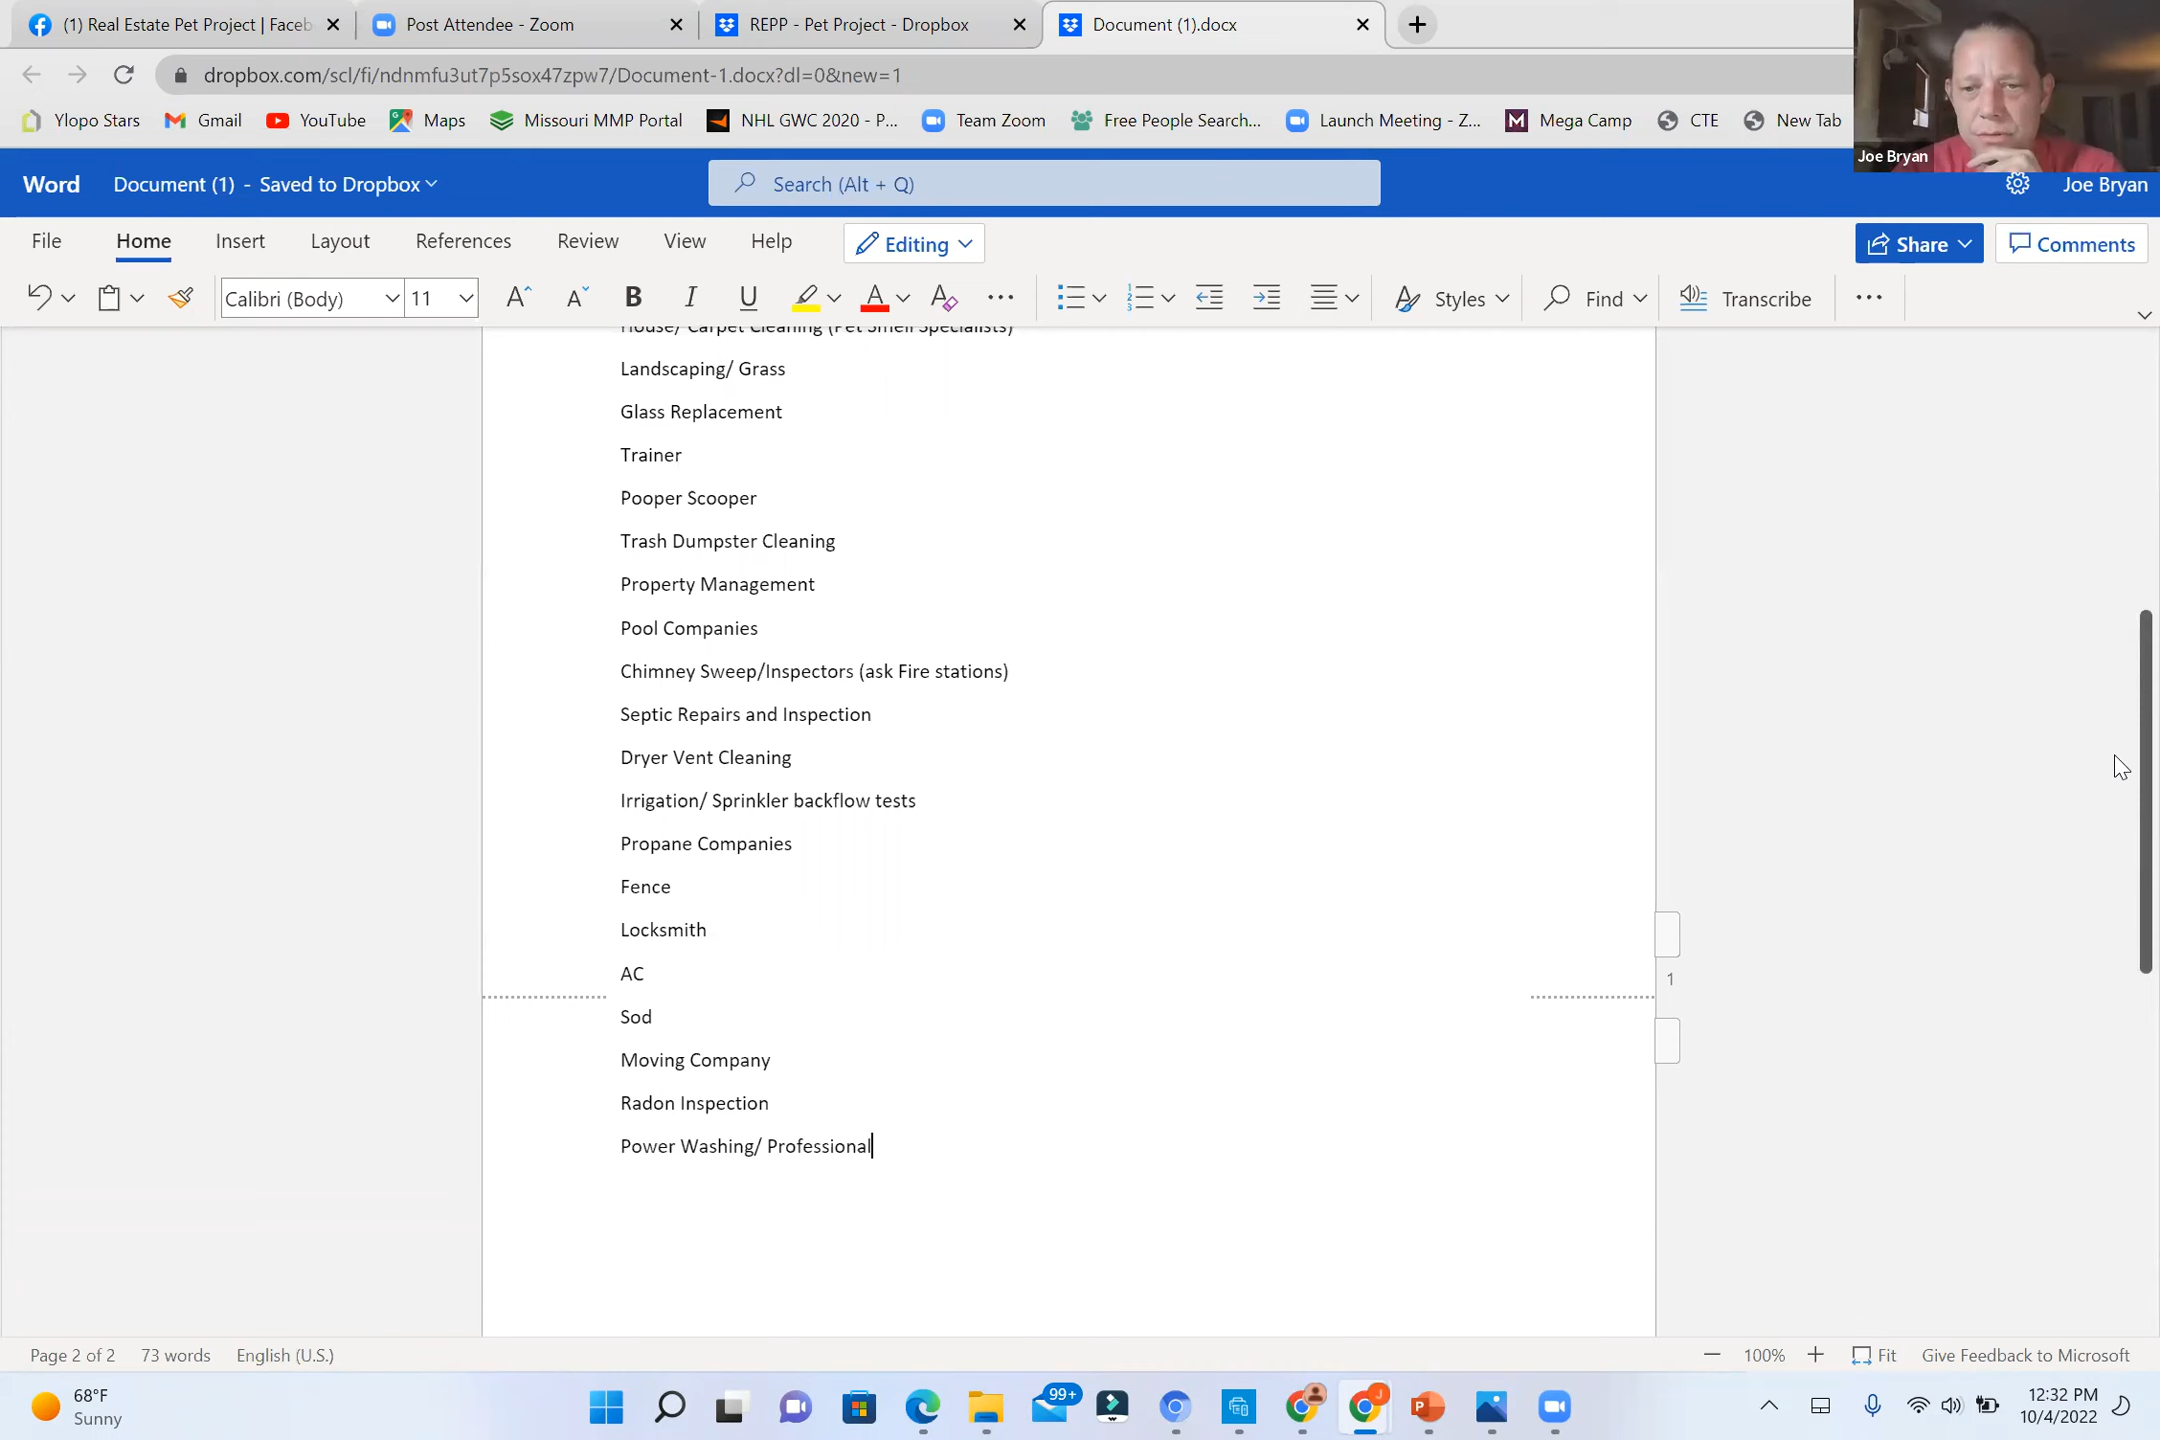 (1) Real Estate Pet Project | Faceb
Post Attendee - Zoom
REPP - Pet Project - Dropbox
Document (1).docx
dropbox.com/scl/fi/ndnmfu3ut7p5sox47zpw7/Document-1.docx?dl=0&new=1
Ylopo Stars
Gmail
YouTube
Maps
Missouri MMP Portal
NHL GWC 2020 - P...
Team Zoom
Free People Search...
Launch Meeting - Z...
Mega Camp
CTE
New Tab
Joe Bryan
Word
Document (1) - Saved to Dropbox
Search (Alt + Q)
Joe Bryan
File
Home
Insert
Layout
References
Review
View
Help
Editing
Share
Comments
Calibri (Body)
11
Styles
Find
Transcribe
House/ Carpet Cleaning (Pet Smell Specialists)
Landscaping/ Grass
Glass Replacement
Trainer
Pooper Scooper
Trash Dumpster Cleaning
Property Management
Pool Companies
Chimney Sweep/Inspectors (ask Fire stations)
Septic Repairs and Inspection
Dryer Vent Cleaning
Irrigation/ Sprinkler backflow tests
Propane Companies
Fence
Locksmith
AC
1
Sod
Moving Company
Radon Inspection
Power Washing/ Professional
Page 2 of 2
73 words
English (U.S.)
100%
Fit
Give Feedback to Microsoft
68°F
Sunny
99+
12:32 PM
10/4/2022